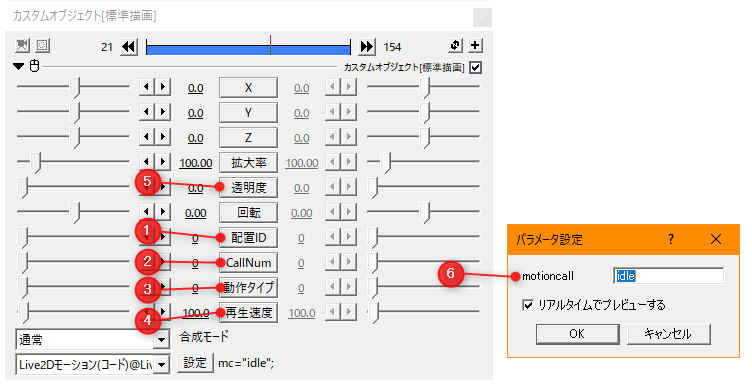 カスタムオブジェクト[標準描画]
21 154
カスタムオブジェクト[標準描画]
0.0 X 0.0
0.0 Y 0.0
0.0 Z 0.0
100.00 拡大率 100.00
5 0.0 透明度 0.0
0.00 回転 0.00
1 0 配置ID 0
2 0 CallNum 0
3 0 動作タイプ 0
4 100.0 再生速度 100.0
通常 合成モード
Live2Dモーション(コード)@Liv 設定 mc="idle";
パラメータ設定 ?
6 motioncall idle
リアルタイムでプレビューする
OK キャンセル